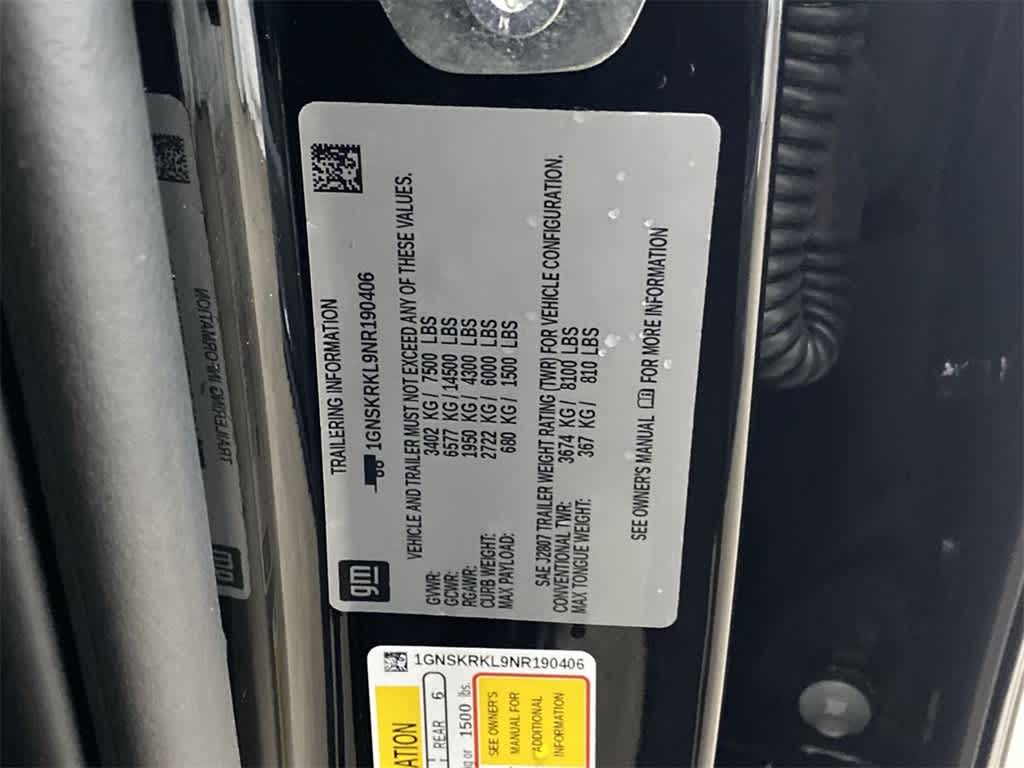 gm
TRAILERING INFORMATION
1GNSKRKL9NR190406
VEHICLE AND TRAILER MUST NOT EXCEED ANY OF THESE VALUES.
GVWR: 3402 KG / 7500 LBS
GCWR: 6577 KG / 14500 LBS
RGAWR: 1950 KG / 4300 LBS
CURB WEIGHT: 2722 KG / 6000 LBS
MAX PAYLOAD: 680 KG / 1500 LBS
SAE J2807 TRAILER WEIGHT RATING (TWR) FOR VEHICLE CONFIGURATION.
CONVENTIONAL TWR: 3674 KG / 8100 LBS
MAX TONGUE WEIGHT: 367 KG / 810 LBS
SEE OWNER'S MANUAL FOR MORE INFORMATION
1GNSKRKL9NR190406
ATION
REAR 6
or 1500 lbs.
SEE OWNER'S
MANUAL FOR
ADDITIONAL
INFORMATION
gm
TRAILERING INFORMATION